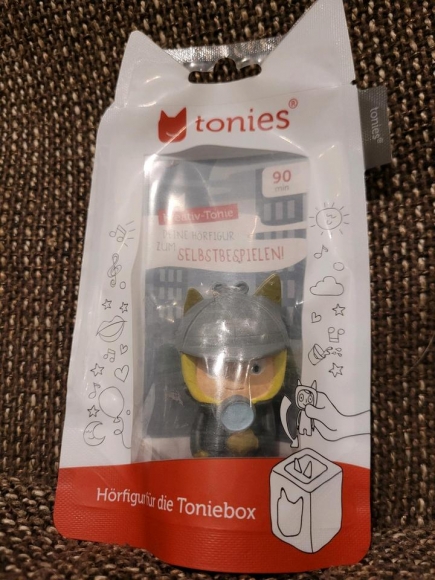 tonies®
tonies®
90
min
Kreativ-Tonie
DEINE HÖRFIGUR
ZUM SELBSTBESPIELEN!
Hörfigur für die Toniebox